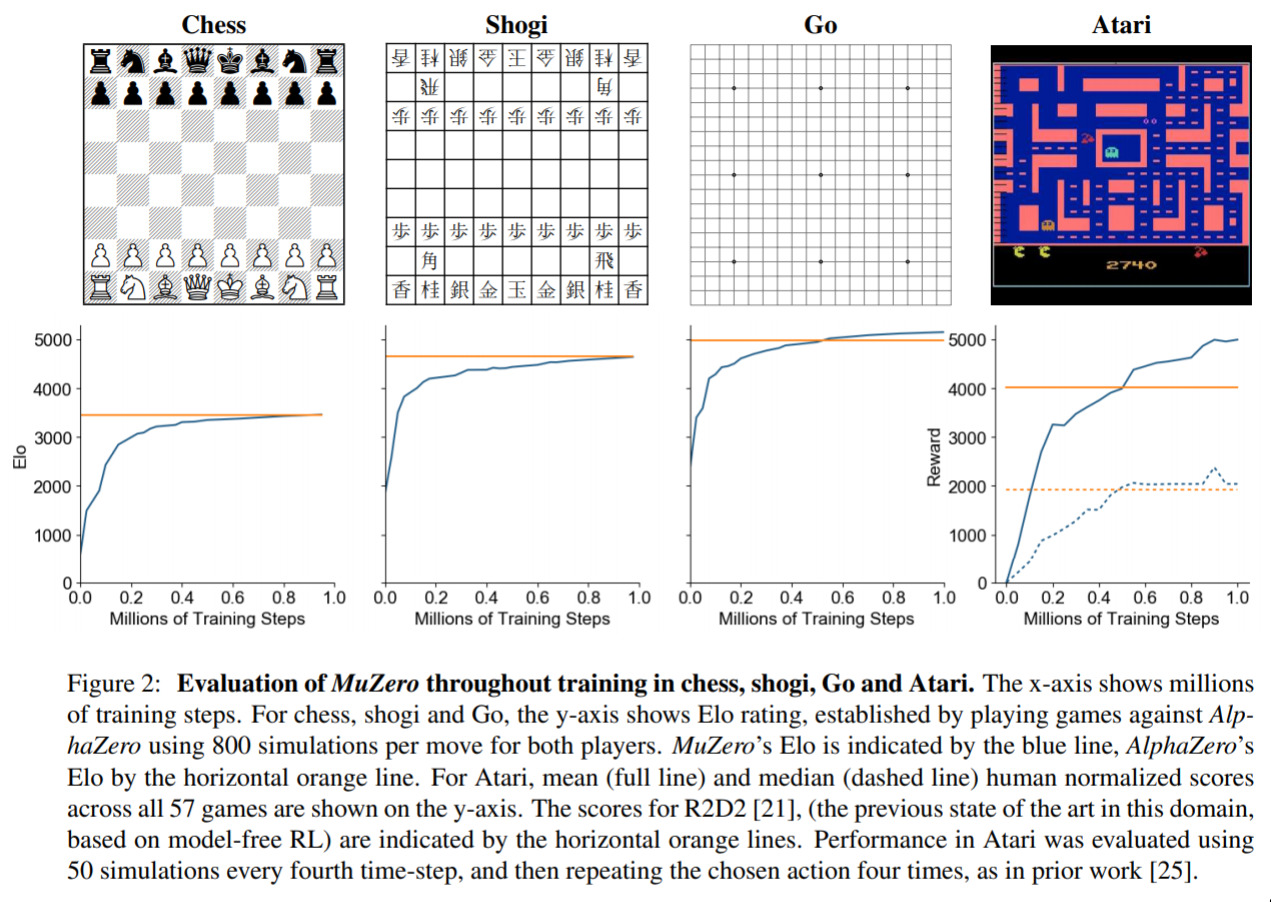 Chess
Shogi
Go
Atari
香 桂 銀 金 王 金 銀 桂 香
飛 角
歩 歩 歩 歩 歩 歩 歩 歩 歩
歩 歩 歩 歩 歩 歩 歩 歩 歩
角 飛
香 桂 銀 金 玉 金 銀 桂 香
2740
Elo
5000
4000
3000
2000
1000
0
0.0 0.2 0.4 0.6 0.8 1.0
Millions of Training Steps
0.0 0.2 0.4 0.6 0.8 1.0
Millions of Training Steps
0.0 0.2 0.4 0.6 0.8 1.0
Millions of Training Steps
Reward
5000
4000
3000
2000
1000
0
0.0 0.2 0.4 0.6 0.8 1.0
Millions of Training Steps
Figure 2: Evaluation of MuZero throughout training in chess, shogi, Go and Atari. The x-axis shows millions
of training steps. For chess, shogi and Go, the y-axis shows Elo rating, established by playing games against Alp-
haZero using 800 simulations per move for both players. MuZero's Elo is indicated by the blue line, AlphaZero's
Elo by the horizontal orange line. For Atari, mean (full line) and median (dashed line) human normalized scores
across all 57 games are shown on the y-axis. The scores for R2D2 [21], (the previous state of the art in this domain,
based on model-free RL) are indicated by the horizontal orange lines. Performance in Atari was evaluated using
50 simulations every fourth time-step, and then repeating the chosen action four times, as in prior work [25].